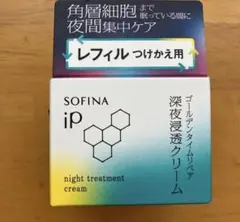 角層細胞まで
眠っている間に
夜間集中ケア
レフィル つけかえ用
SOFINA
iP
ゴールデンタイムリペア
深夜浸透クリーム
night treatment
cream